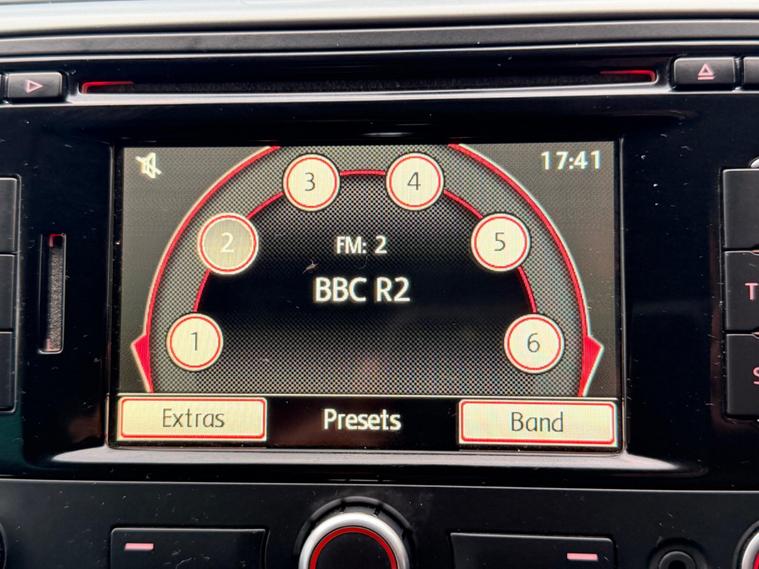 17:41
3
4
2
5
FM: 2
BBC R2
1
6
Extras
Presets
Band
T
S